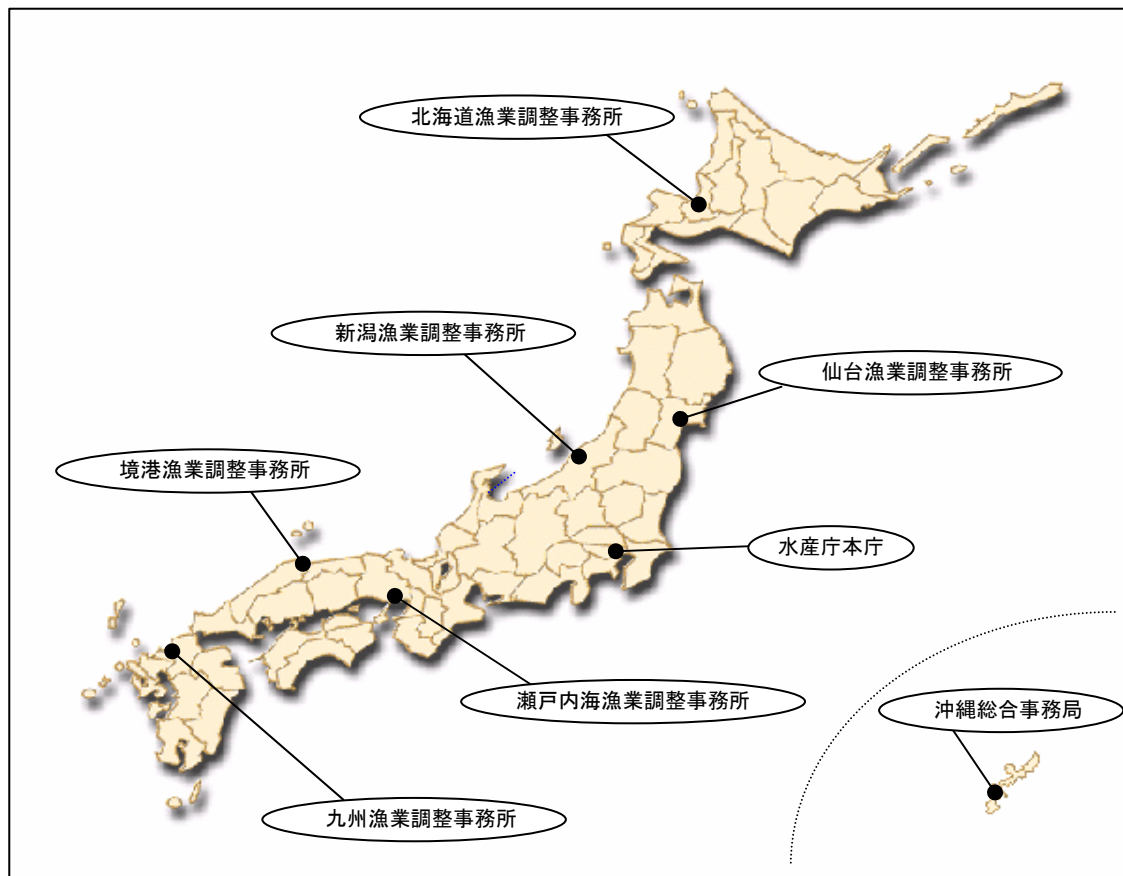 北海道漁業調整事務所
新潟漁業調整事務所
仙台漁業調整事務所
境港漁業調整事務所
水産庁本庁
瀬戸内海漁業調整事務所
沖縄総合事務局
九州漁業調整事務所